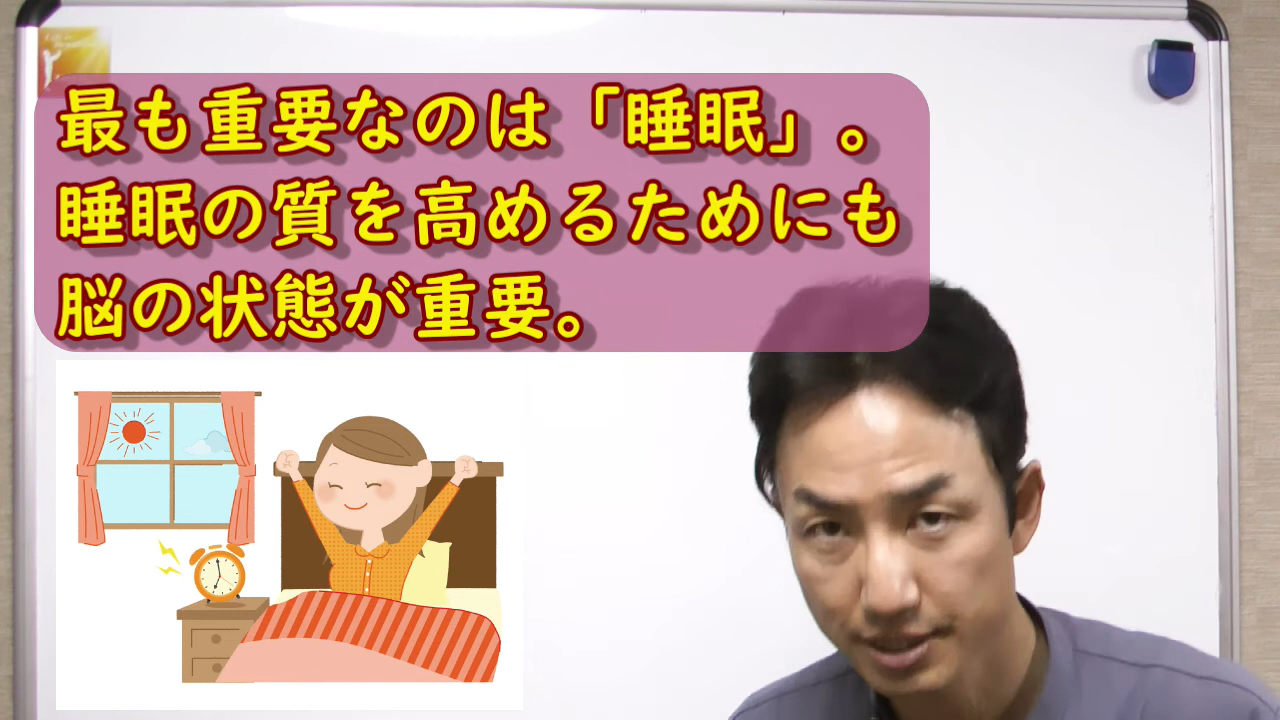 最も重要なのは「睡眠」。
睡眠の質を高めるためにも
脳の状態が重要。